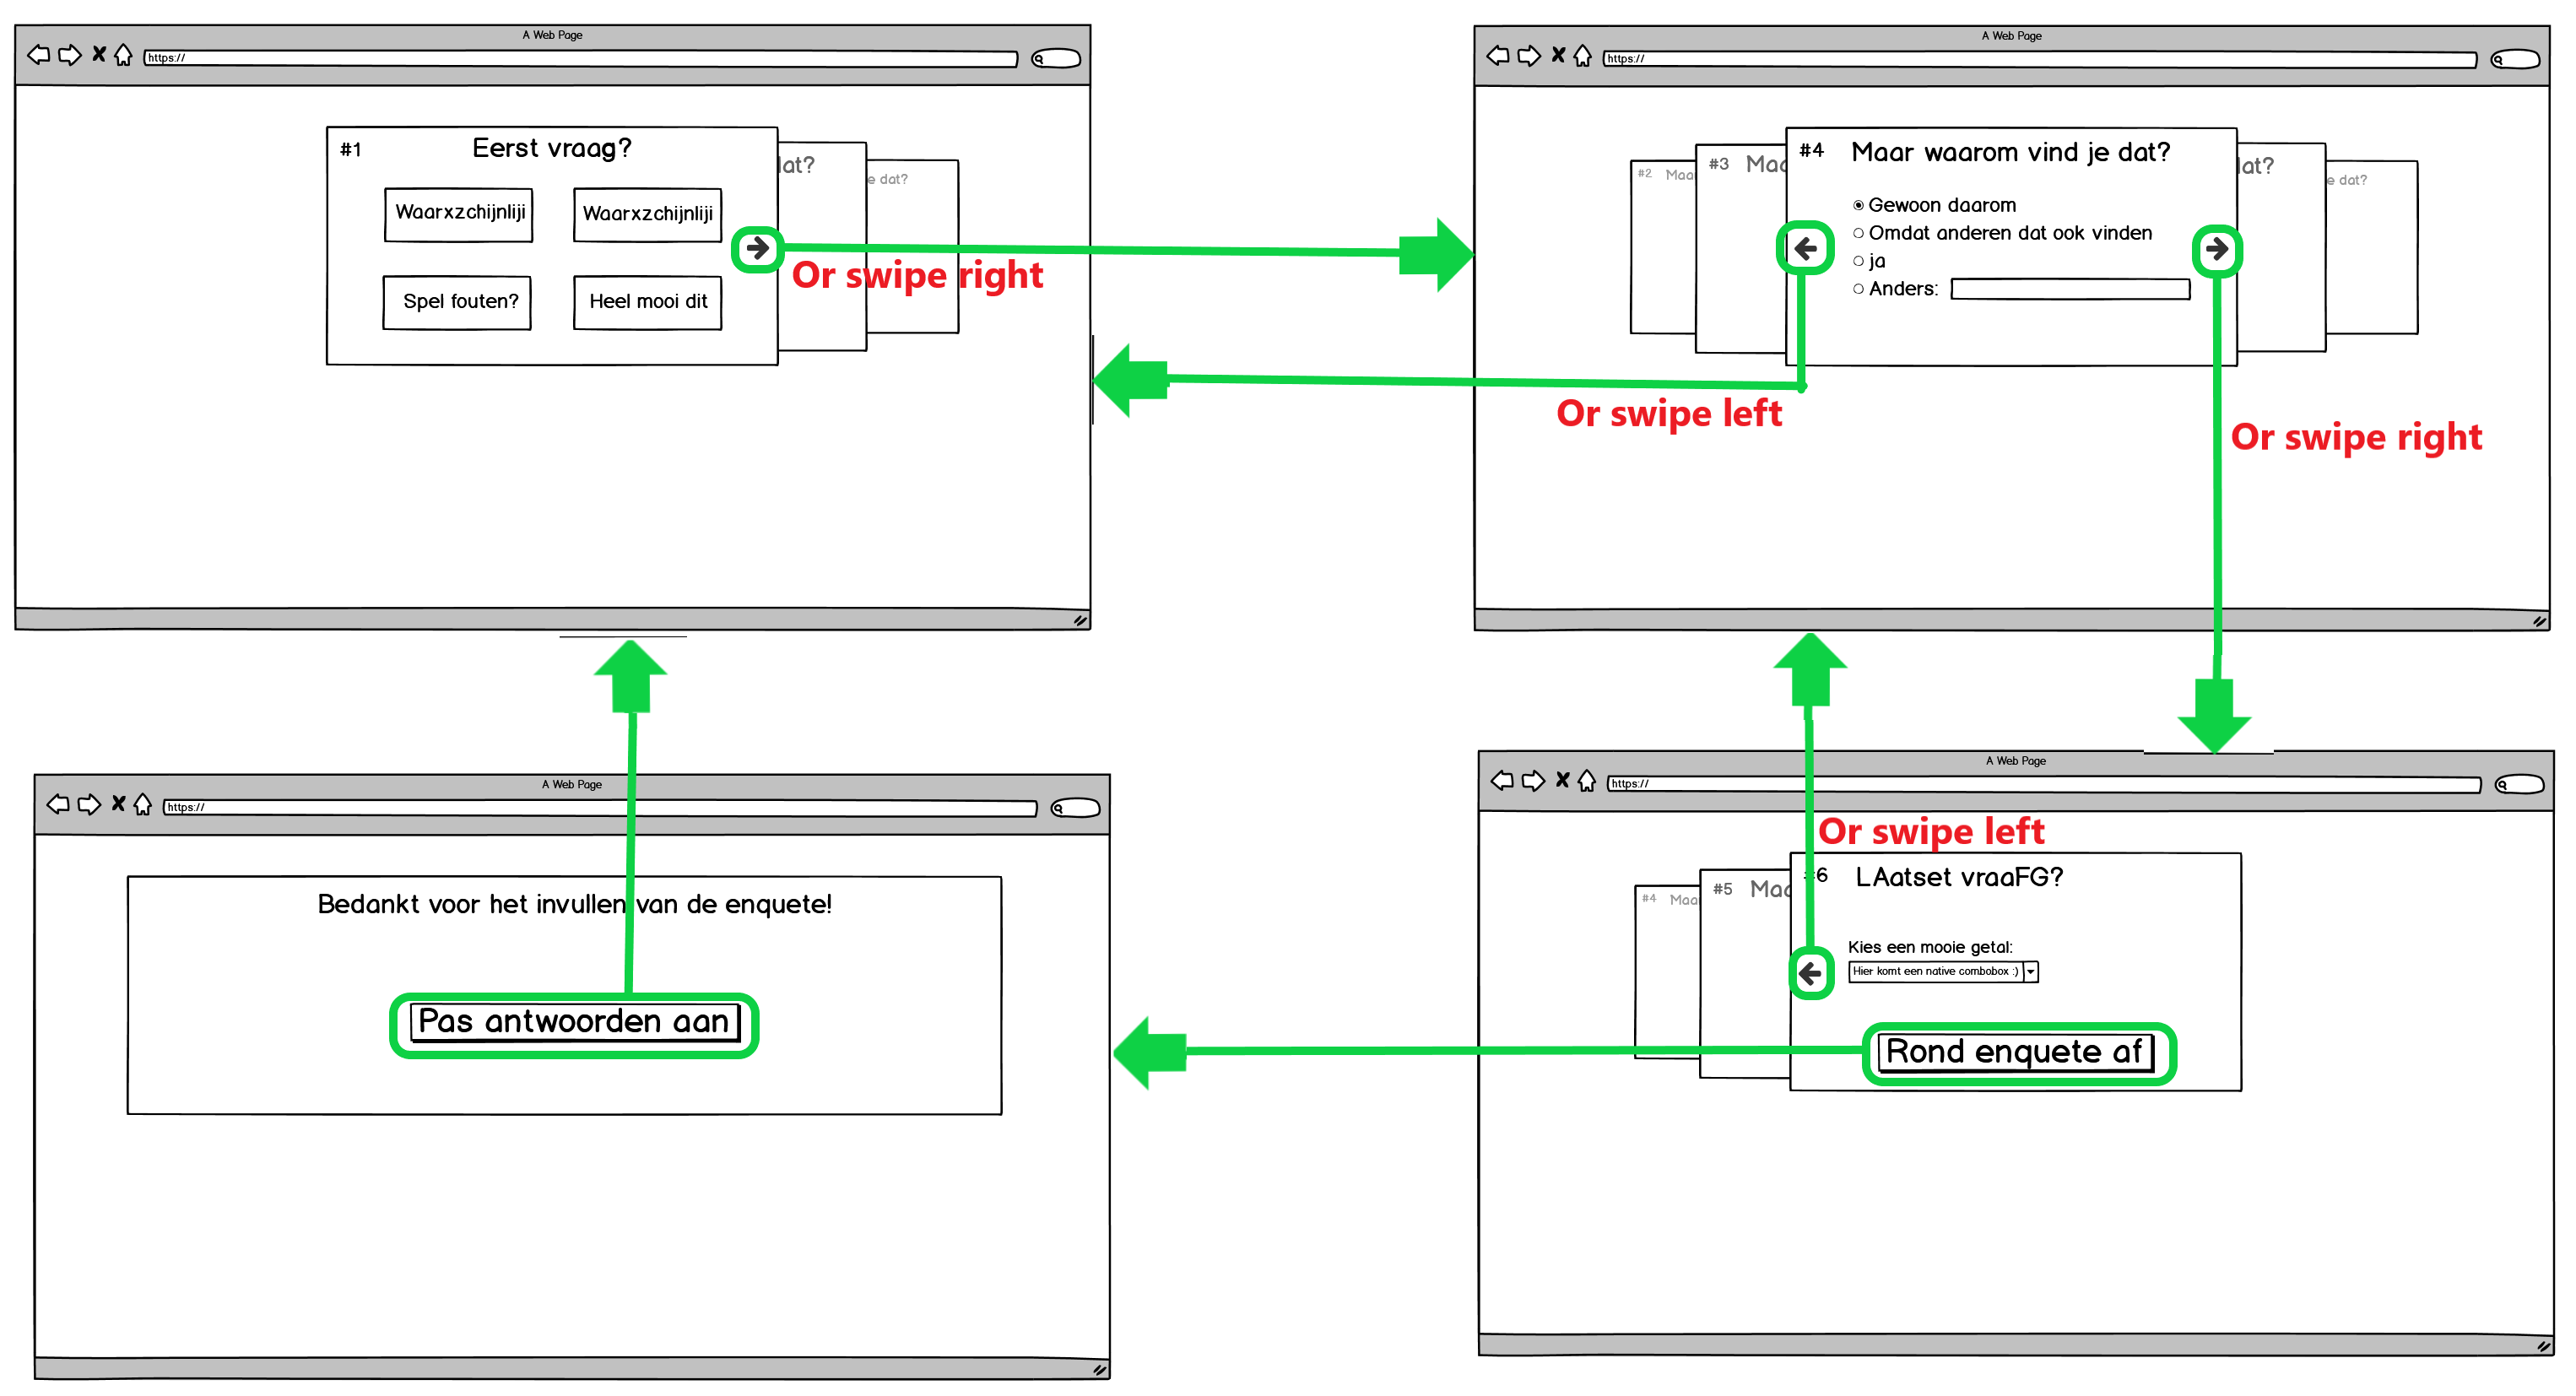 A Web Page
https://
#1 Eerst vraag?
lat?
e dat?
Waarxzchijnliji
Waarxzchijnliji
Spel fouten?
Heel mooi dit
Or swipe right
A Web Page
https://
#2 Maa
#3 Maa
#4 Maar waarom vind je dat?
lat?
e dat?
Gewoon daarom
Omdat anderen dat ook vinden
ja
Anders:
Or swipe left
Or swipe right
A Web Page
https://
Bedankt voor het invullen van de enquete!
Pas antwoorden aan
A Web Page
https://
Or swipe left
#4 Maa
#5 Maa
#6 LAatset vraaFG?
Kies een mooie getal:
Hier komt een native combobox :)
Rond enquete af